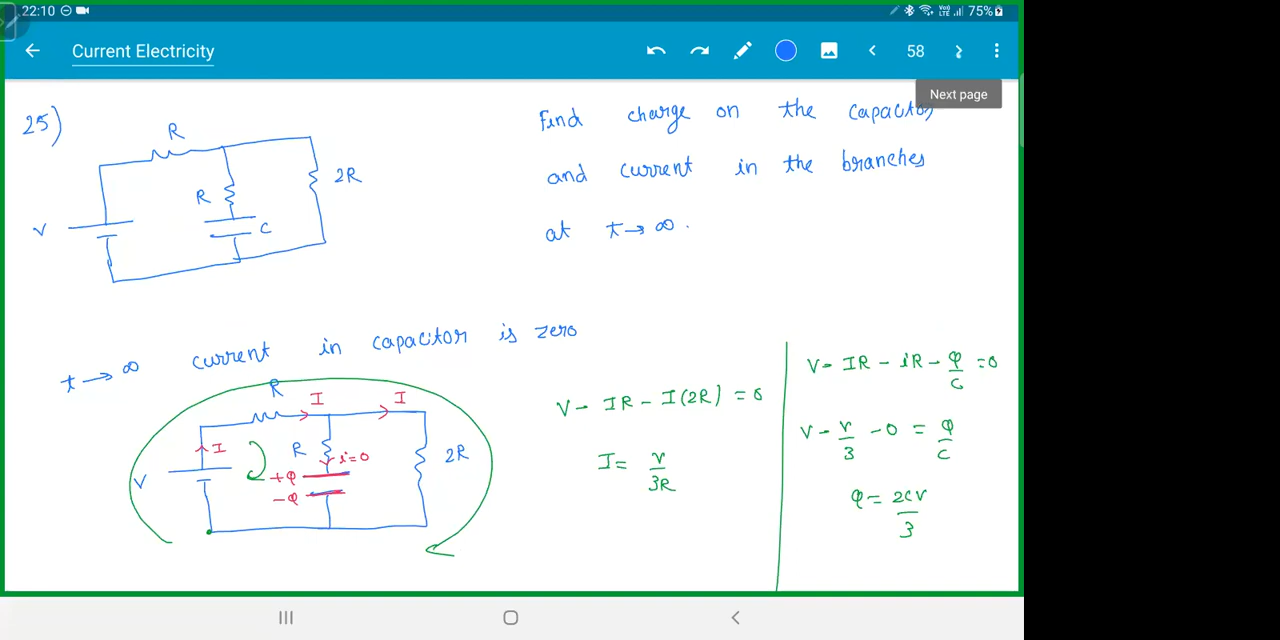 22:10
VoD LTE 75%
Current Electricity
58
Next page
25)
Find charge on the capacitor
and current in the branches
at t → ∞ .
R
R
2R
V
C
t → ∞ current in capacitor is zero
R
I
I
I
R
i=0
2R
V
+φ
-φ
V - IR - I(2R) = 0
I = V/3R
V - IR - iR - φ/C = 0
V - V/3 - 0 = φ/C
φ = 2CV/3